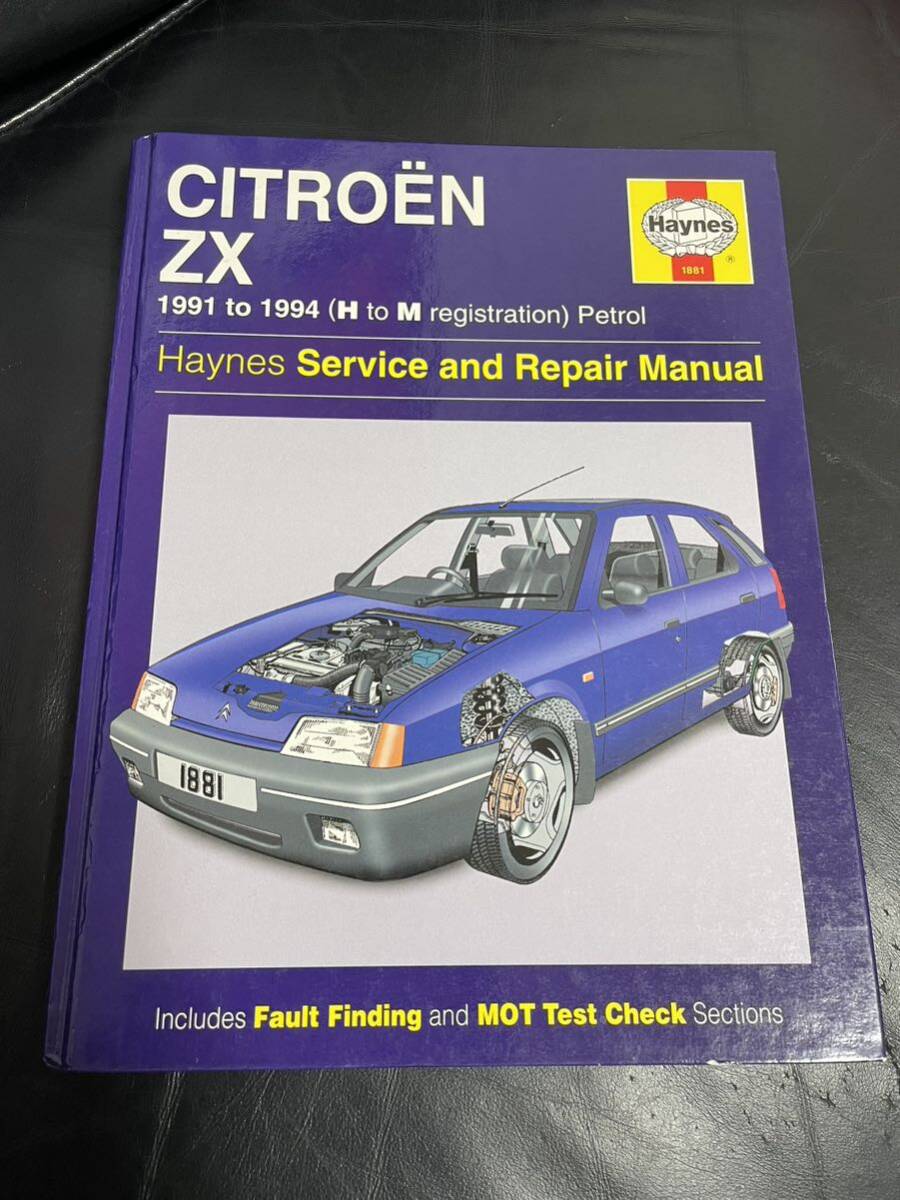 CITROËN
ZX
1991 to 1994 (H to M registration) Petrol
Haynes Service and Repair Manual
Haynes
®
1881
1881
Includes Fault Finding and MOT Test Check Sections